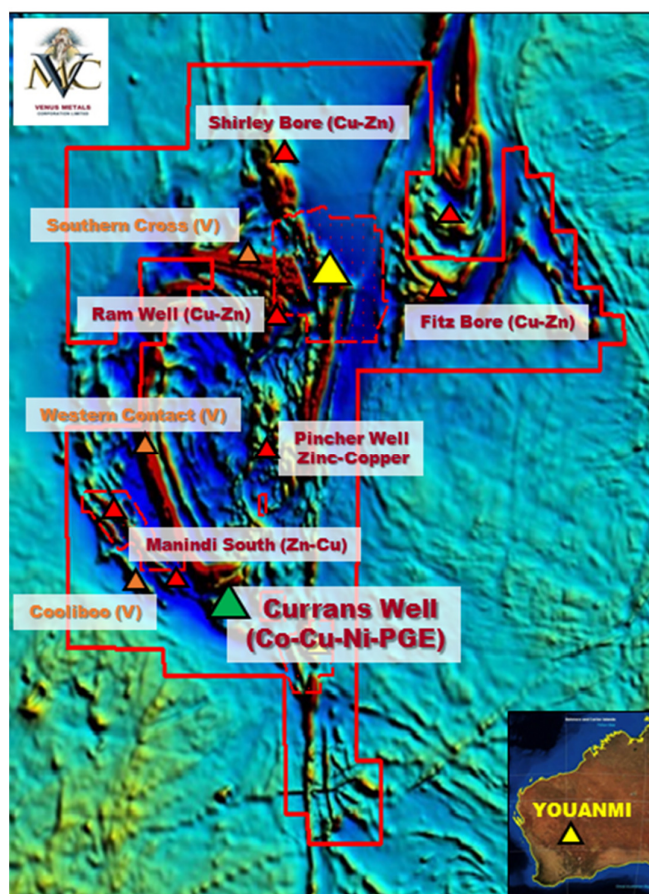 VENUS METALS
CORPORATION LIMITED
Shirley Bore (Cu-Zn)
Southern Cross (V)
Ram Well (Cu-Zn)
Fitz Bore (Cu-Zn)
Western Contact (V)
Pincher Well
Zinc-Copper
Manindi South (Zn-Cu)
Cooliboo (V)
Currans Well
(Co-Cu-Ni-PGE)
YOUANMI